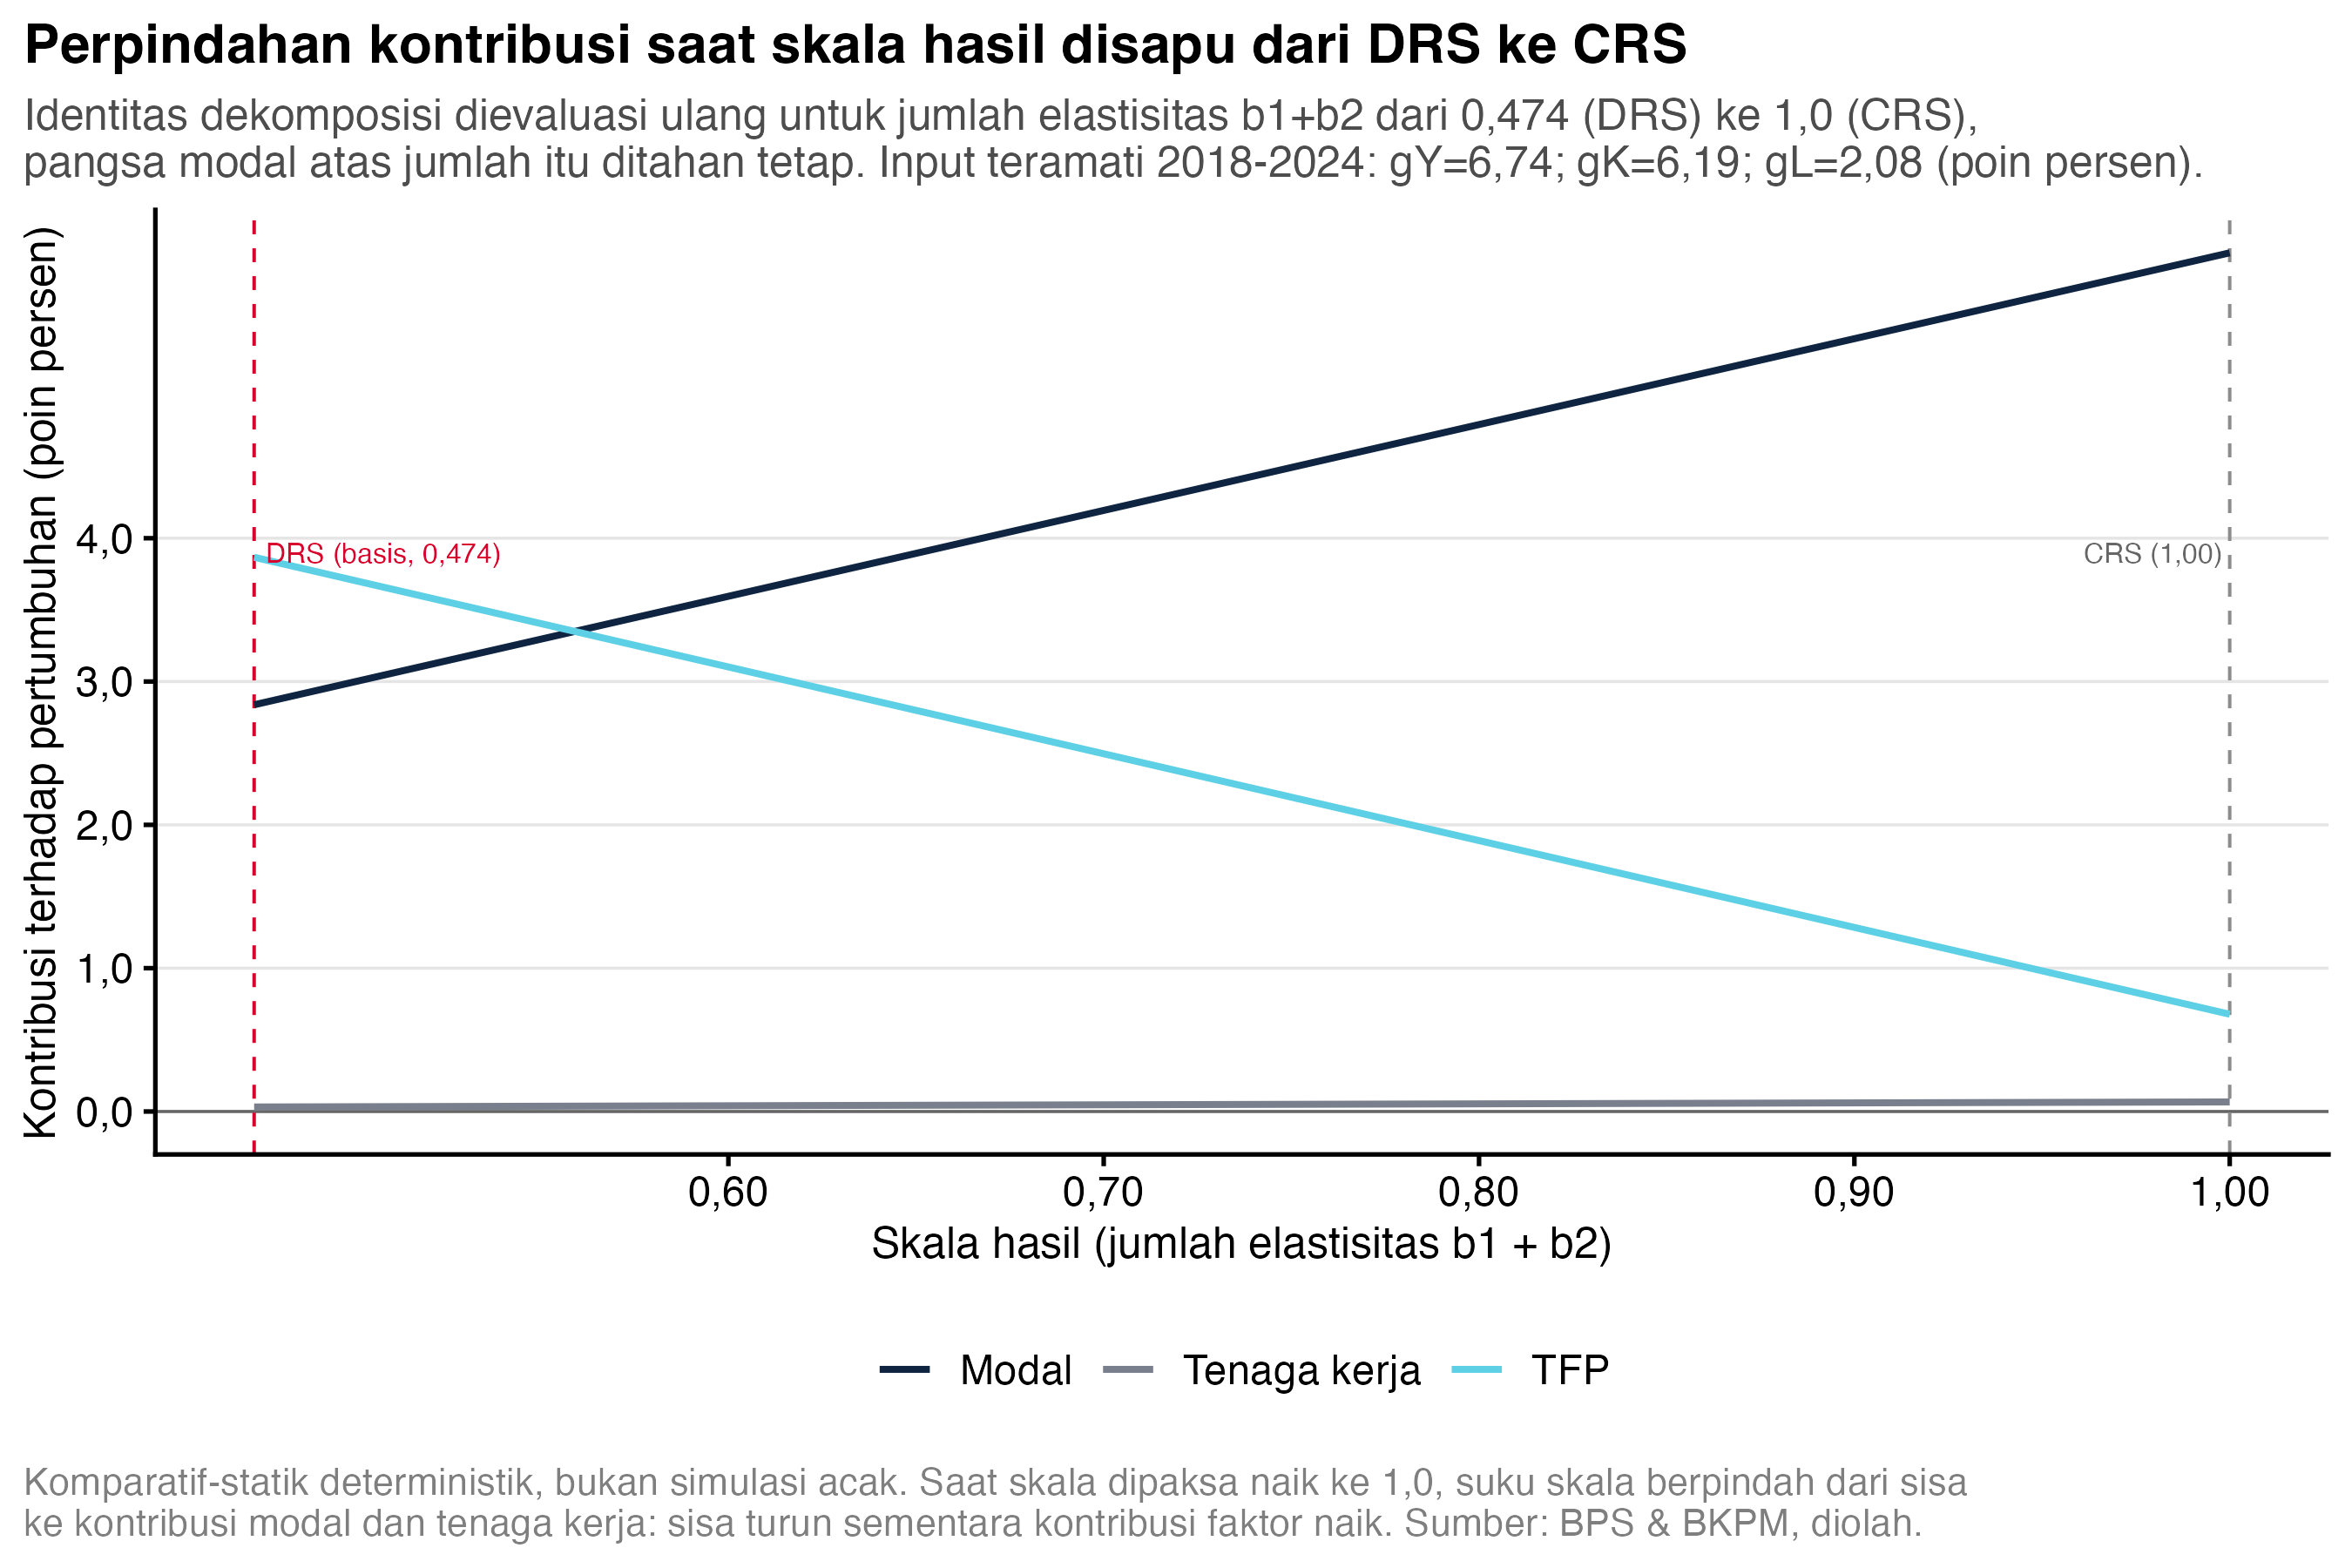 Perpindahan kontribusi saat skala hasil disapu dari DRS ke CRS
Identitas dekomposisi dievaluasi ulang untuk jumlah elastisitas b1+b2 dari 0,474 (DRS) ke 1,0 (CRS),
pangsa modal atas jumlah itu ditahan tetap. Input teramati 2018-2024: gY=6,74; gK=6,19; gL=2,08 (poin persen).
Kontribusi terhadap pertumbuhan (poin persen)
4,0
3,0
2,0
1,0
0,0
DRS (basis, 0,474)
CRS (1,00)
0,60
0,70
0,80
0,90
1,00
Skala hasil (jumlah elastisitas b1 + b2)
Modal
Tenaga kerja
TFP
Komparatif-statik deterministik, bukan simulasi acak. Saat skala dipaksa naik ke 1,0, suku skala berpindah dari sisa
ke kontribusi modal dan tenaga kerja: sisa turun sementara kontribusi faktor naik. Sumber: BPS & BKPM, diolah.